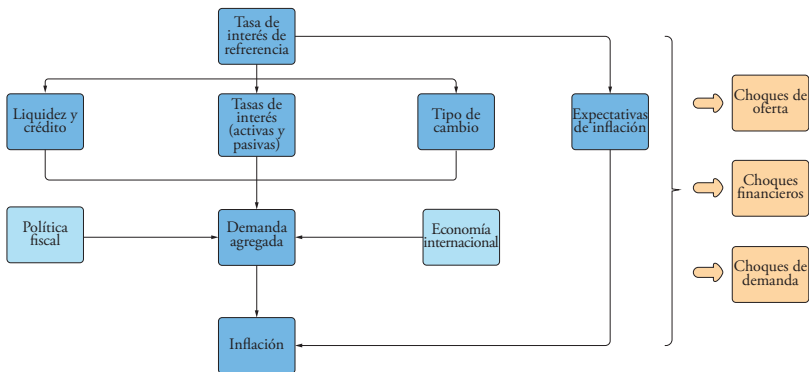 Tasa de
interés de
refrerencia
Liquidez y
crédito
Tasas de
interés
(activas y
pasivas)
Tipo de
cambio
Expectativas
de inflación
Choques de
oferta
Choques
financieros
Choques de
demanda
Política
fiscal
Demanda
agregada
Economía
internacional
Inflación